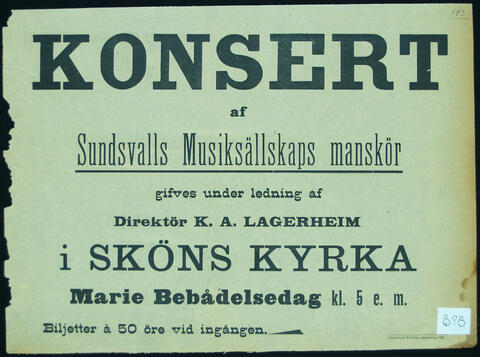 KONSERT
af
Sundsvalls Musiksällskaps manskör
gifves under ledning af
Direktör K. A. LAGERHEIM
i SKÖNS KYRKA
Marie Bebådelsedag kl. 5 e. m.
Biljetter à 50 öre vid ingången.
898